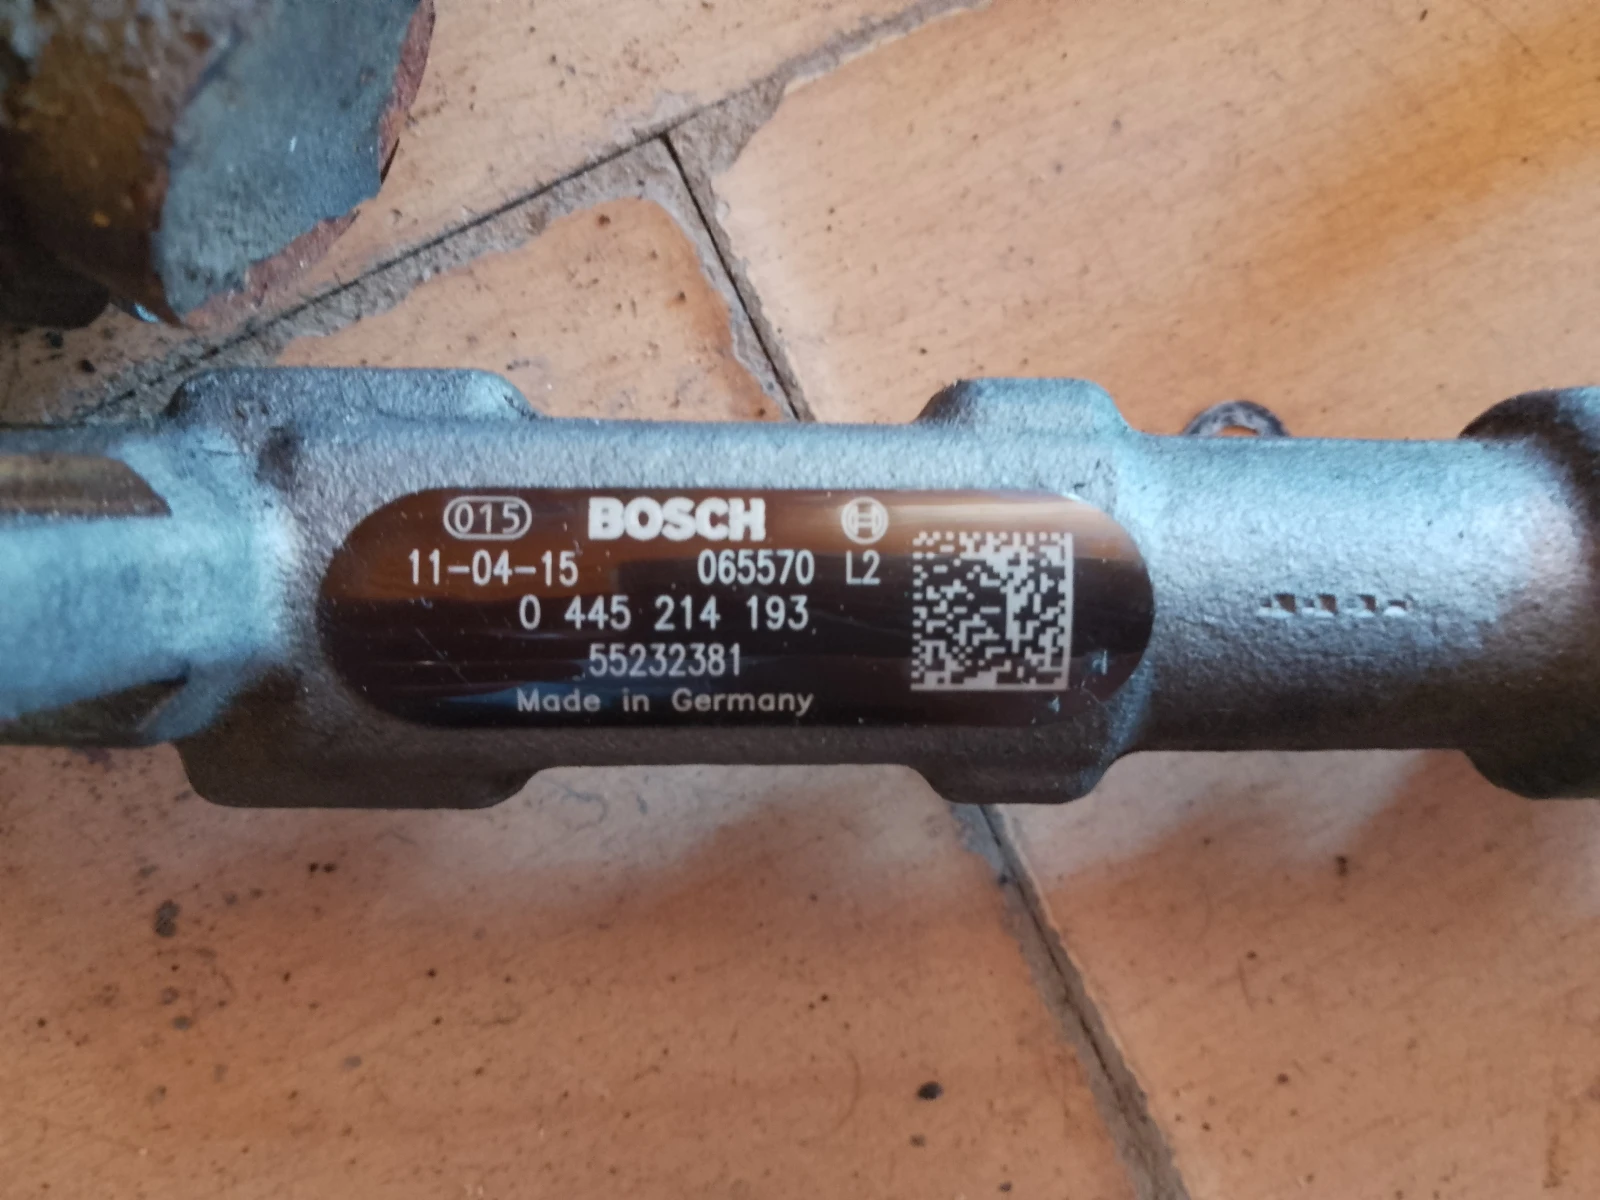 015 BOSCH
11-04-15 065570 L2
0 445 214 193
55232381
Made in Germany